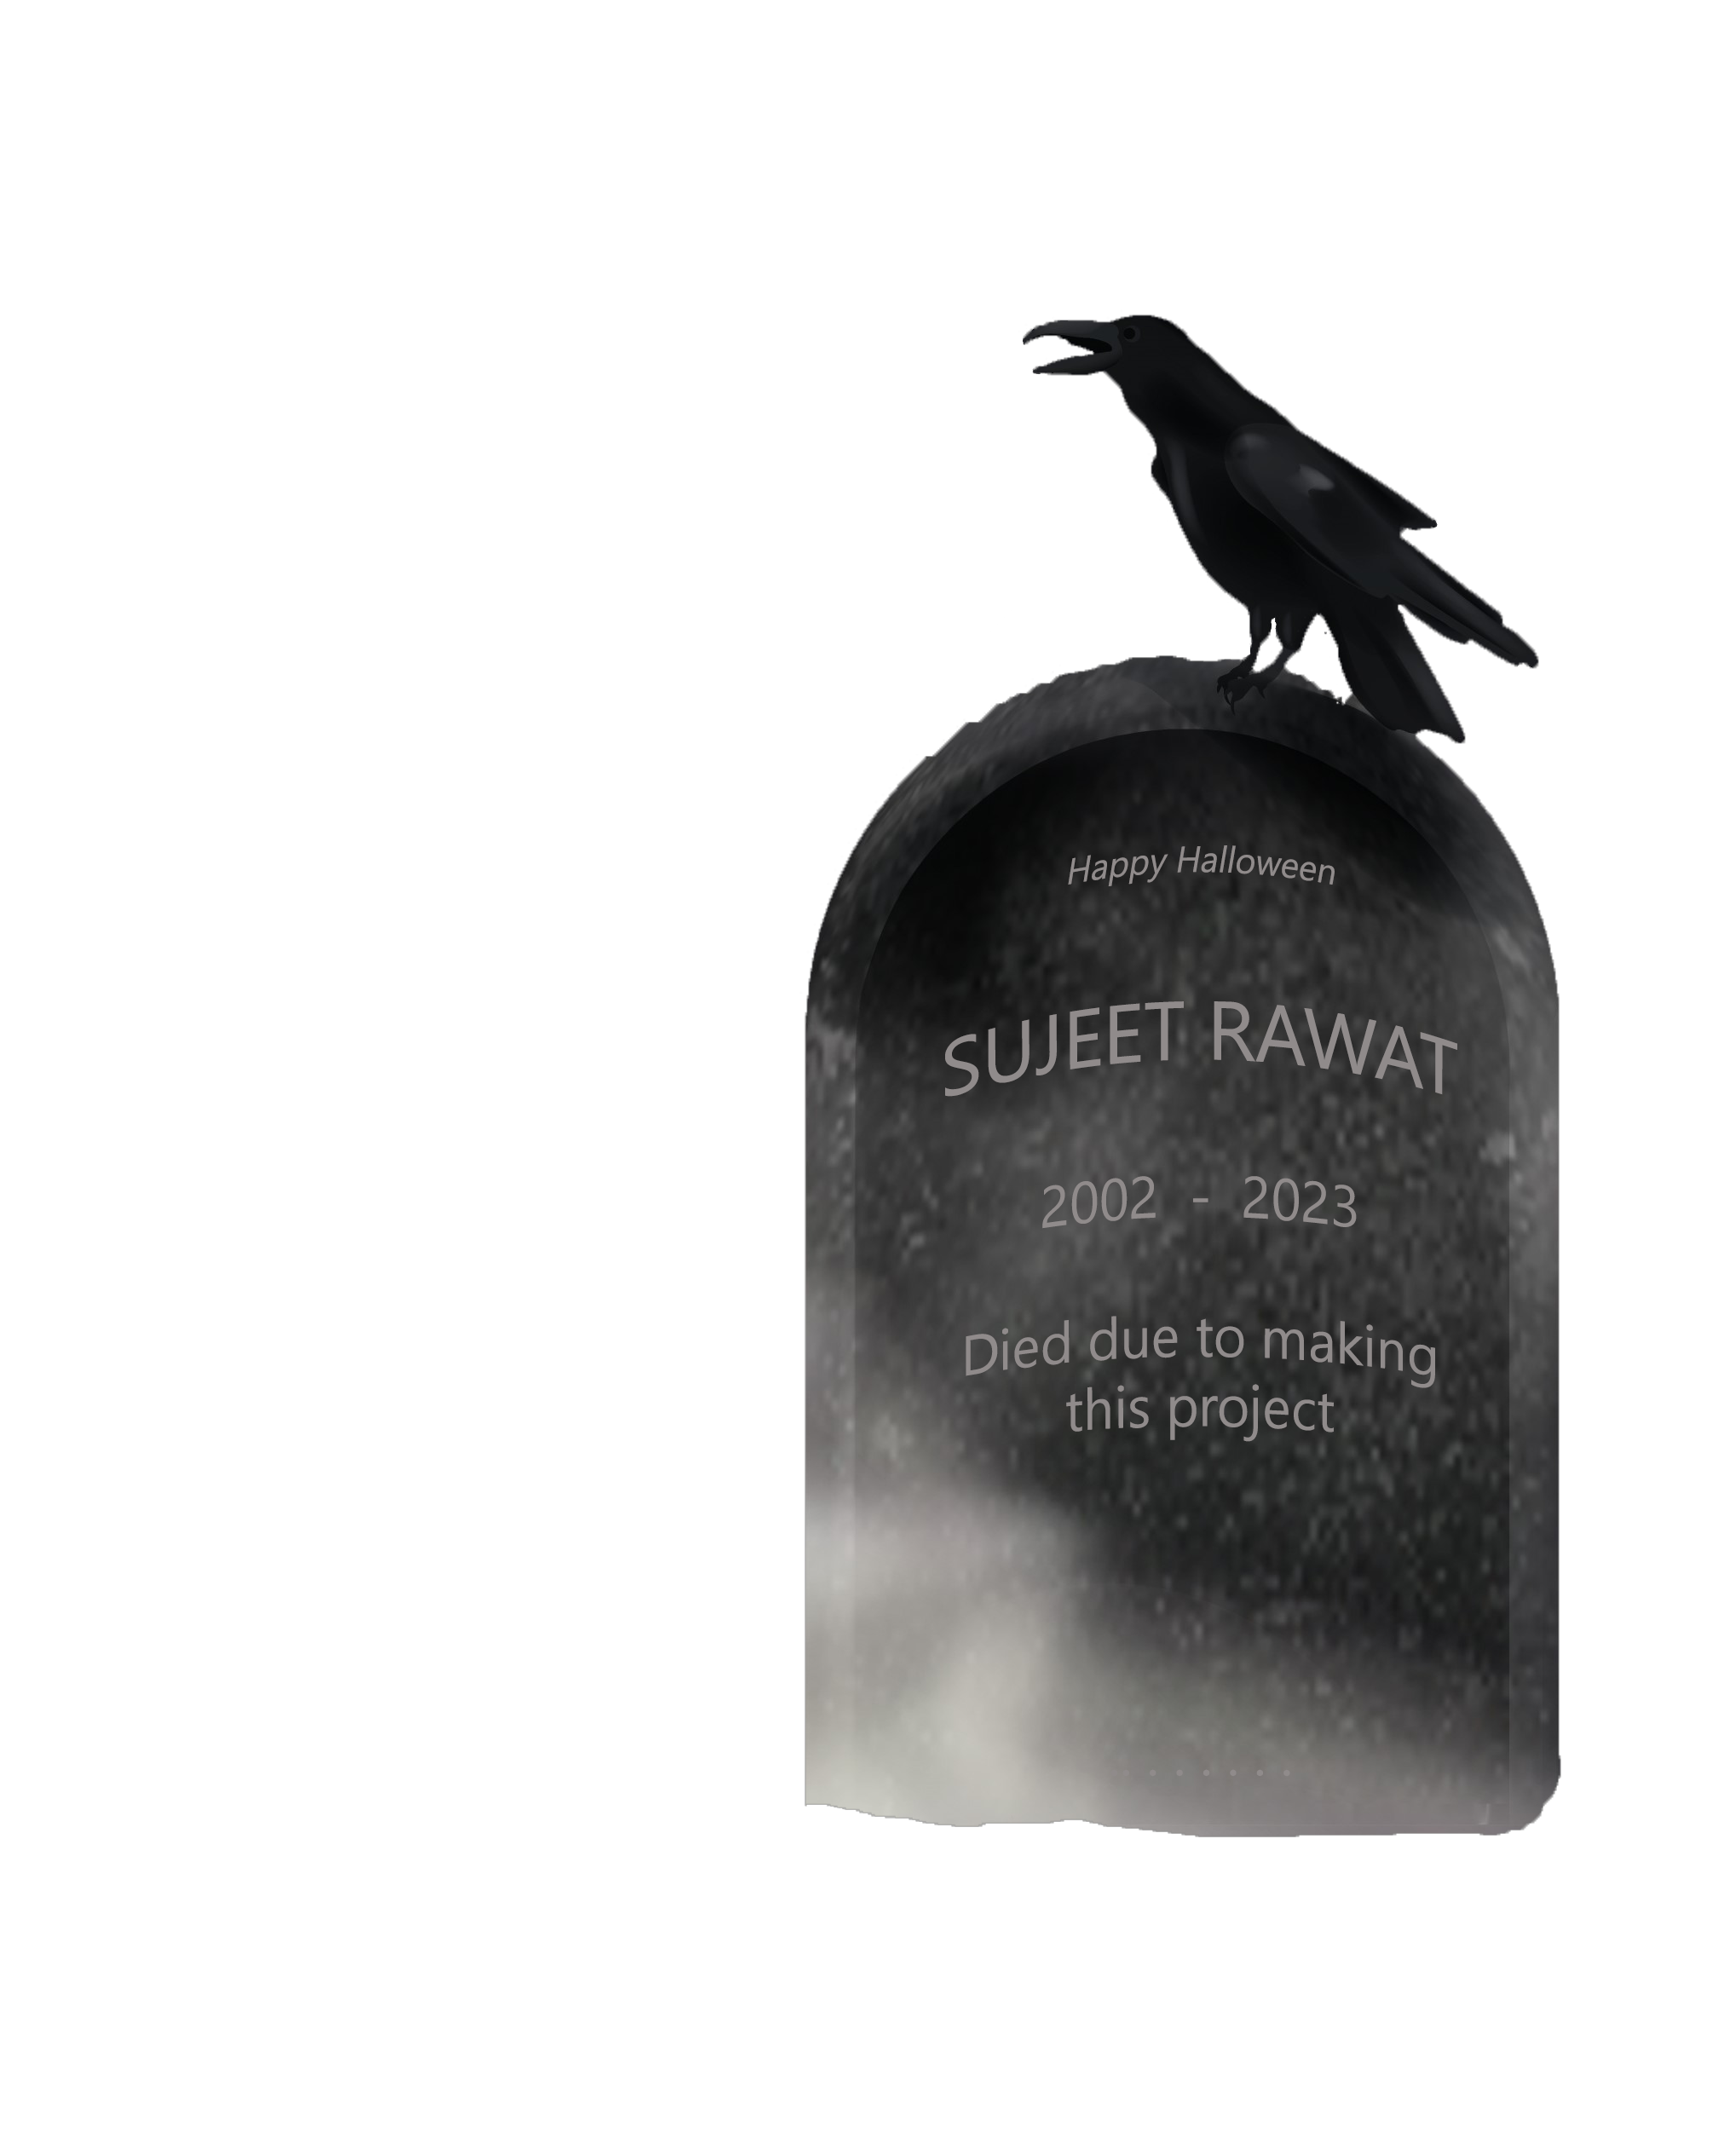 Happy Halloween
SUJEET RAWAT
2002 - 2023
Died due to making
this project